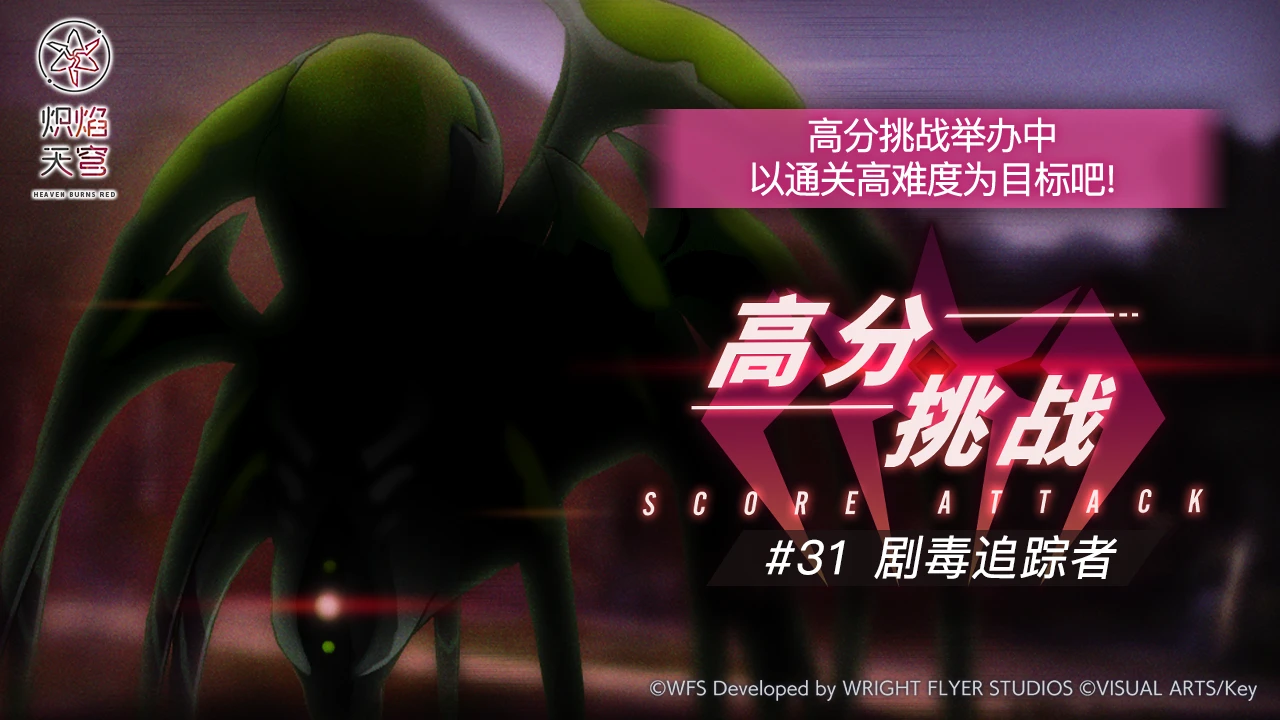 炽焰
天穹
HEAVEN BURNS RED
高分挑战举办中
以通关高难度为目标吧!
高分
挑战
SCORE ATTACK
#31 剧毒追踪者
©WFS Developed by WRIGHT FLYER STUDIOS ©VISUAL ARTS/Key